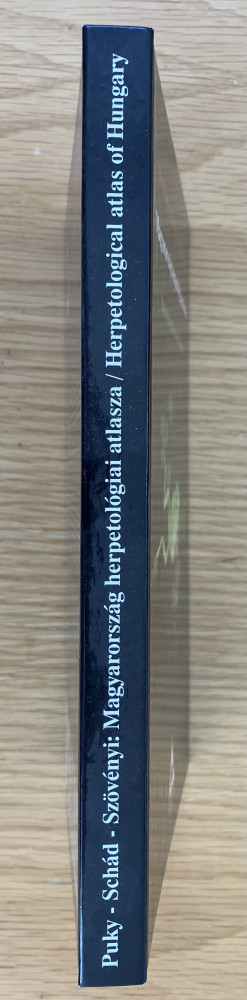 Puky - Schád - Szövényi: Magyarország herpetológiai atlasza / Herpetological atlas of Hungary